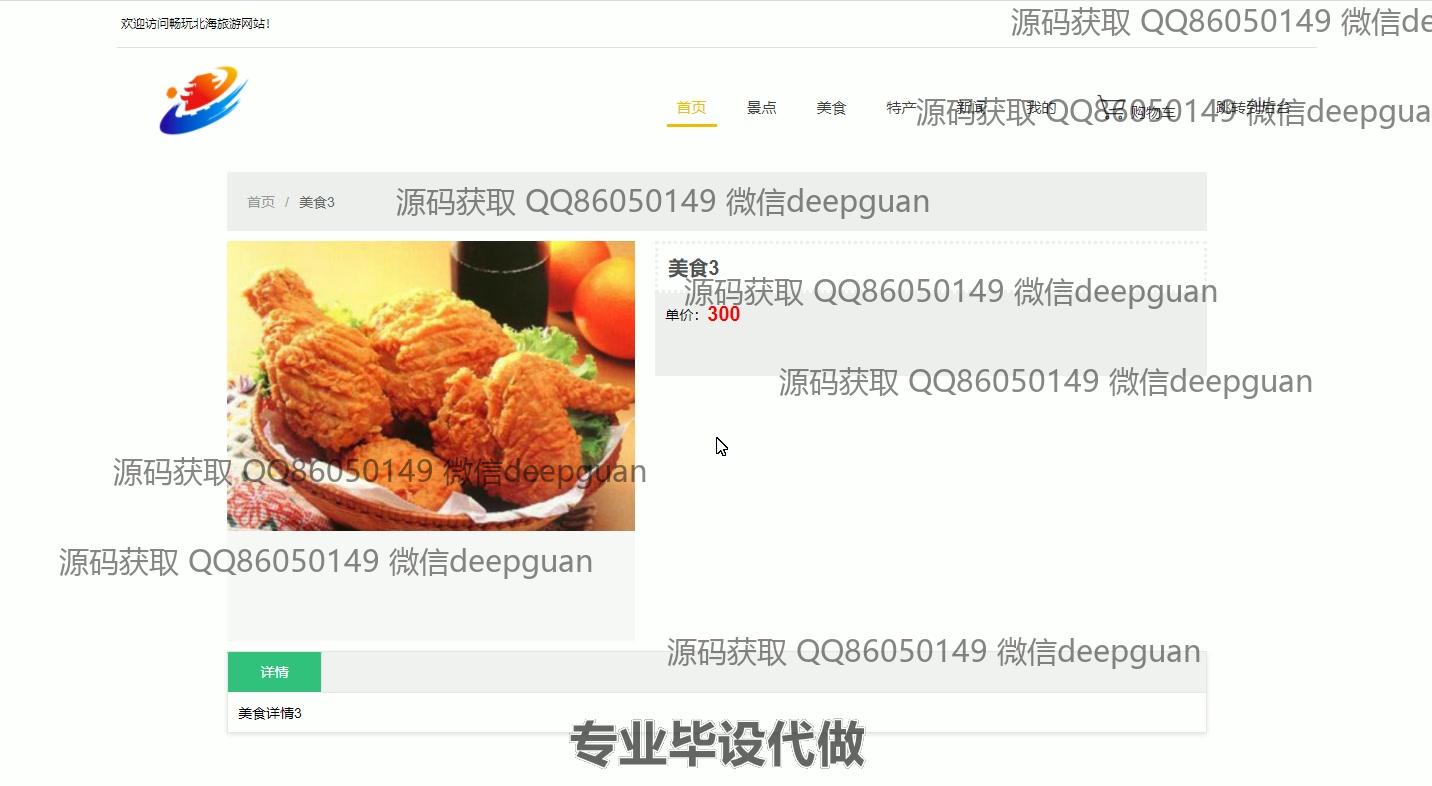 欢迎访问畅玩北海旅游网站!
源码获取 QQ86050149 微信de
首页 景点 美食 特产 新闻 我的 购物车 跳转到后台
源码获取 QQ86050149 微信deepgua
首页 / 美食3
源码获取 QQ86050149 微信deepguan
美食3
源码获取 QQ86050149 微信deepguan
单价：300
源码获取 QQ86050149 微信deepguan
源码获取 QQ86050149 微信deepguan
源码获取 QQ86050149 微信deepguan
源码获取 QQ86050149 微信deepguan
详情
美食详情3
专业毕设代做